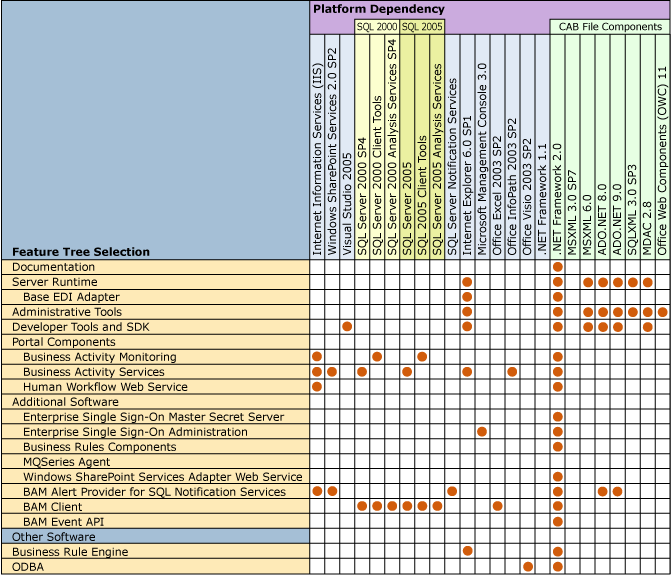 Platform Dependency
SQL 2000
SQL 2005
CAB File Components
Feature Tree Selection
Internet Information Services (IIS)
Windows SharePoint Services 2.0 SP2
Visual Studio 2005
SQL Server 2000 SP4
SQL Server 2000 Client Tools
SQL Server 2000 Analysis Services SP4
SQL Server 2005
SQL 2005 Client Tools
SQL Server 2005 Analysis Services
SQL Server Notification Services
Internet Explorer 6.0 SP1
Microsoft Management Console 3.0
Office Excel 2003 SP2
Office InfoPath 2003 SP2
Office Visio 2003 SP2
.NET Framework 1.1
.NET Framework 2.0
MSXML 3.0 SP7
MSXML 6.0
ADO.NET 8.0
ADO.NET 9.0
SQLXML 3.0 SP3
MDAC 2.8
Office Web Components (OWC) 11
Documentation
Server Runtime
Base EDI Adapter
Administrative Tools
Developer Tools and SDK
Portal Components
Business Activity Monitoring
Business Activity Services
Human Workflow Web Service
Additional Software
Enterprise Single Sign-On Master Secret Server
Enterprise Single Sign-On Administration
Business Rules Components
MQSeries Agent
Windows SharePoint Services Adapter Web Service
BAM Alert Provider for SQL Notification Services
BAM Client
BAM Event API
Other Software
Business Rule Engine
ODBA